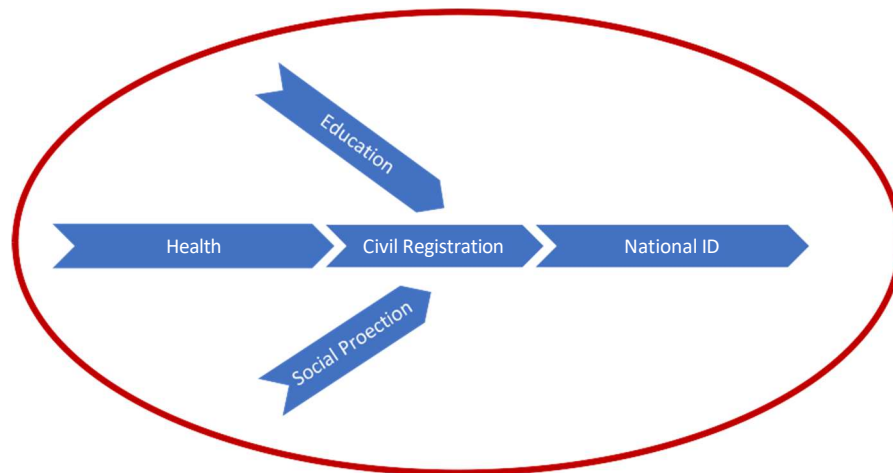 Education
Health
Civil Registration
National ID
Social Proection